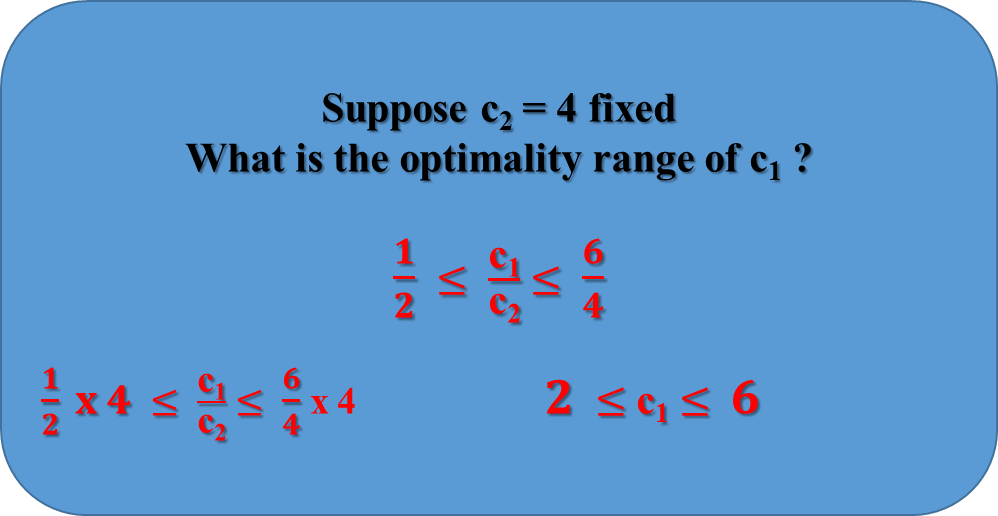 Suppose c₂ = 4 fixed
What is the optimality range of c₁ ?
1/2 ≤ c₁/c₂ ≤ 6/4
1/2 x 4 ≤ c₁/c₂ ≤ 6/4 x 4 2 ≤ c₁ ≤ 6